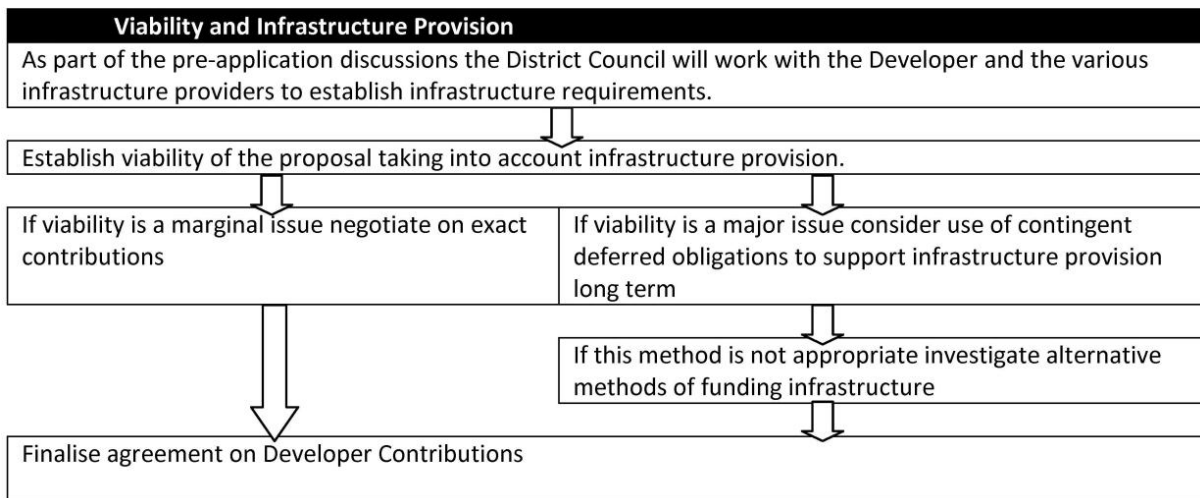 Viability and Infrastructure Provision
As part of the pre-application discussions the District Council will work with the Developer and the various
infrastructure providers to establish infrastructure requirements.
Establish viability of the proposal taking into account infrastructure provision.
If viability is a marginal issue negotiate on exact
contributions
If viability is a major issue consider use of contingent
deferred obligations to support infrastructure provision
long term
If this method is not appropriate investigate alternative
methods of funding infrastructure
Finalise agreement on Developer Contributions